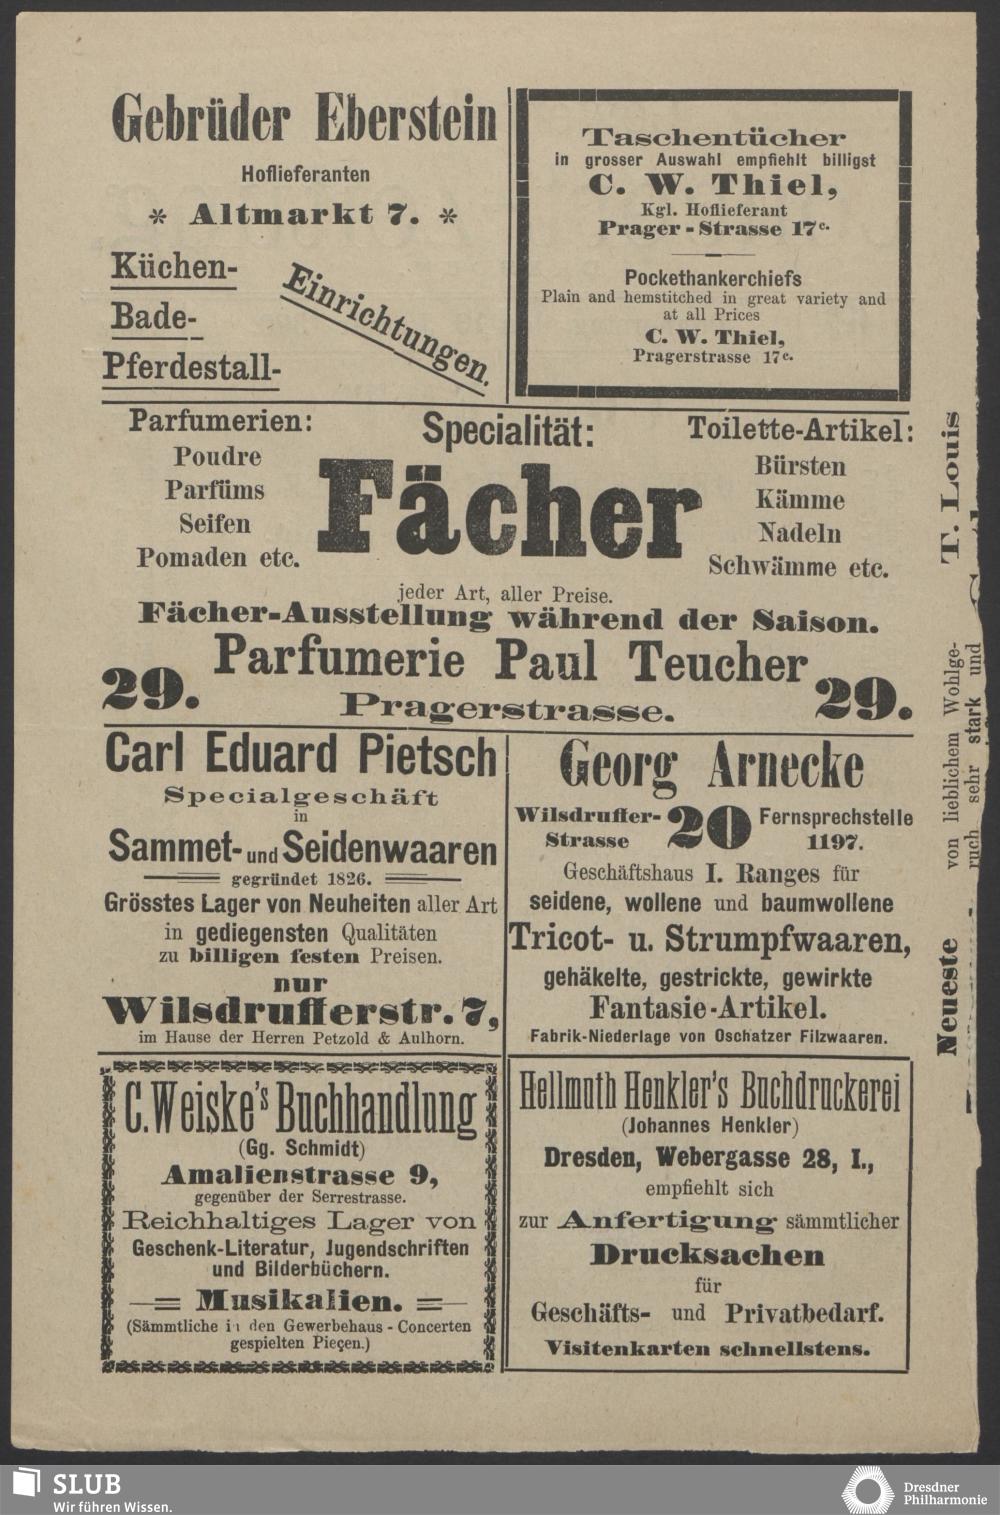 Gebrüder Eberstein
Hoflieferanten
* Altmarkt 7. *
Küchen-
Bade-
Pferdestall-
Einrichtungen.
Taschentücher
in grosser Auswahl empfiehlt billigst
C. W. Thiel,
Kgl. Hoflieferant
Prager-Strasse 17c.
Pockethankerchiefs
Plain and hemstitched in great variety and
at all Prices
C. W. Thiel,
Pragerstrasse 17c.
Parfumerien:
Poudre
Parfüms
Seifen
Pomaden etc.
Specialität:
Fächer
Toilette-Artikel:
Bürsten
Kämme
Nadeln
Schwämme etc.
jeder Art, aller Preise.
Fächer-Ausstellung während der Saison.
29. Parfumerie Paul Teucher 29.
Pragerstrasse.
Carl Eduard Pietsch
Specialgeschäft
in
Sammet- und Seidenwaaren
gegründet 1826.
Grösstes Lager von Neuheiten aller Art
in gediegensten Qualitäten
zu billigen festen Preisen.
nur
Wilsdrufferstr. 7,
im Hause der Herren Petzold & Aulhorn.
Georg Arnecke
Wilsdruffer-
Strasse
20
Fernsprechstelle
1197.
Geschäftshaus I. Ranges für
seidene, wollene und baumwollene
Tricot- u. Strumpfwaaren,
gehäkelte, gestrickte, gewirkte
Fantasie-Artikel.
Fabrik-Niederlage von Oschatzer Filzwaaren.
C. Weiske's Buchhandlung
(Gg. Schmidt)
Amalienstrasse 9,
gegenüber der Serrestrasse.
Reichhaltiges Lager von
Geschenk-Literatur, Jugendschriften
und Bilderbüchern.
Musikalien.
(Sämmtliche in den Gewerbehaus-Concerten
gespielten Pieçen.)
Hellmuth Henkler's Buchdruckerei
(Johannes Henkler)
Dresden, Webergasse 28, I.,
empfiehlt sich
zur Anfertigung sämmtlicher
Drucksachen
für
Geschäfts- und Privatbedarf.
Visitenkarten schnellstens.
T. Louis
von lieblichem Wohlge-
ruch sehr stark und
Neueste
SLUB
Wir führen Wissen.
Dresdner
Philharmonie